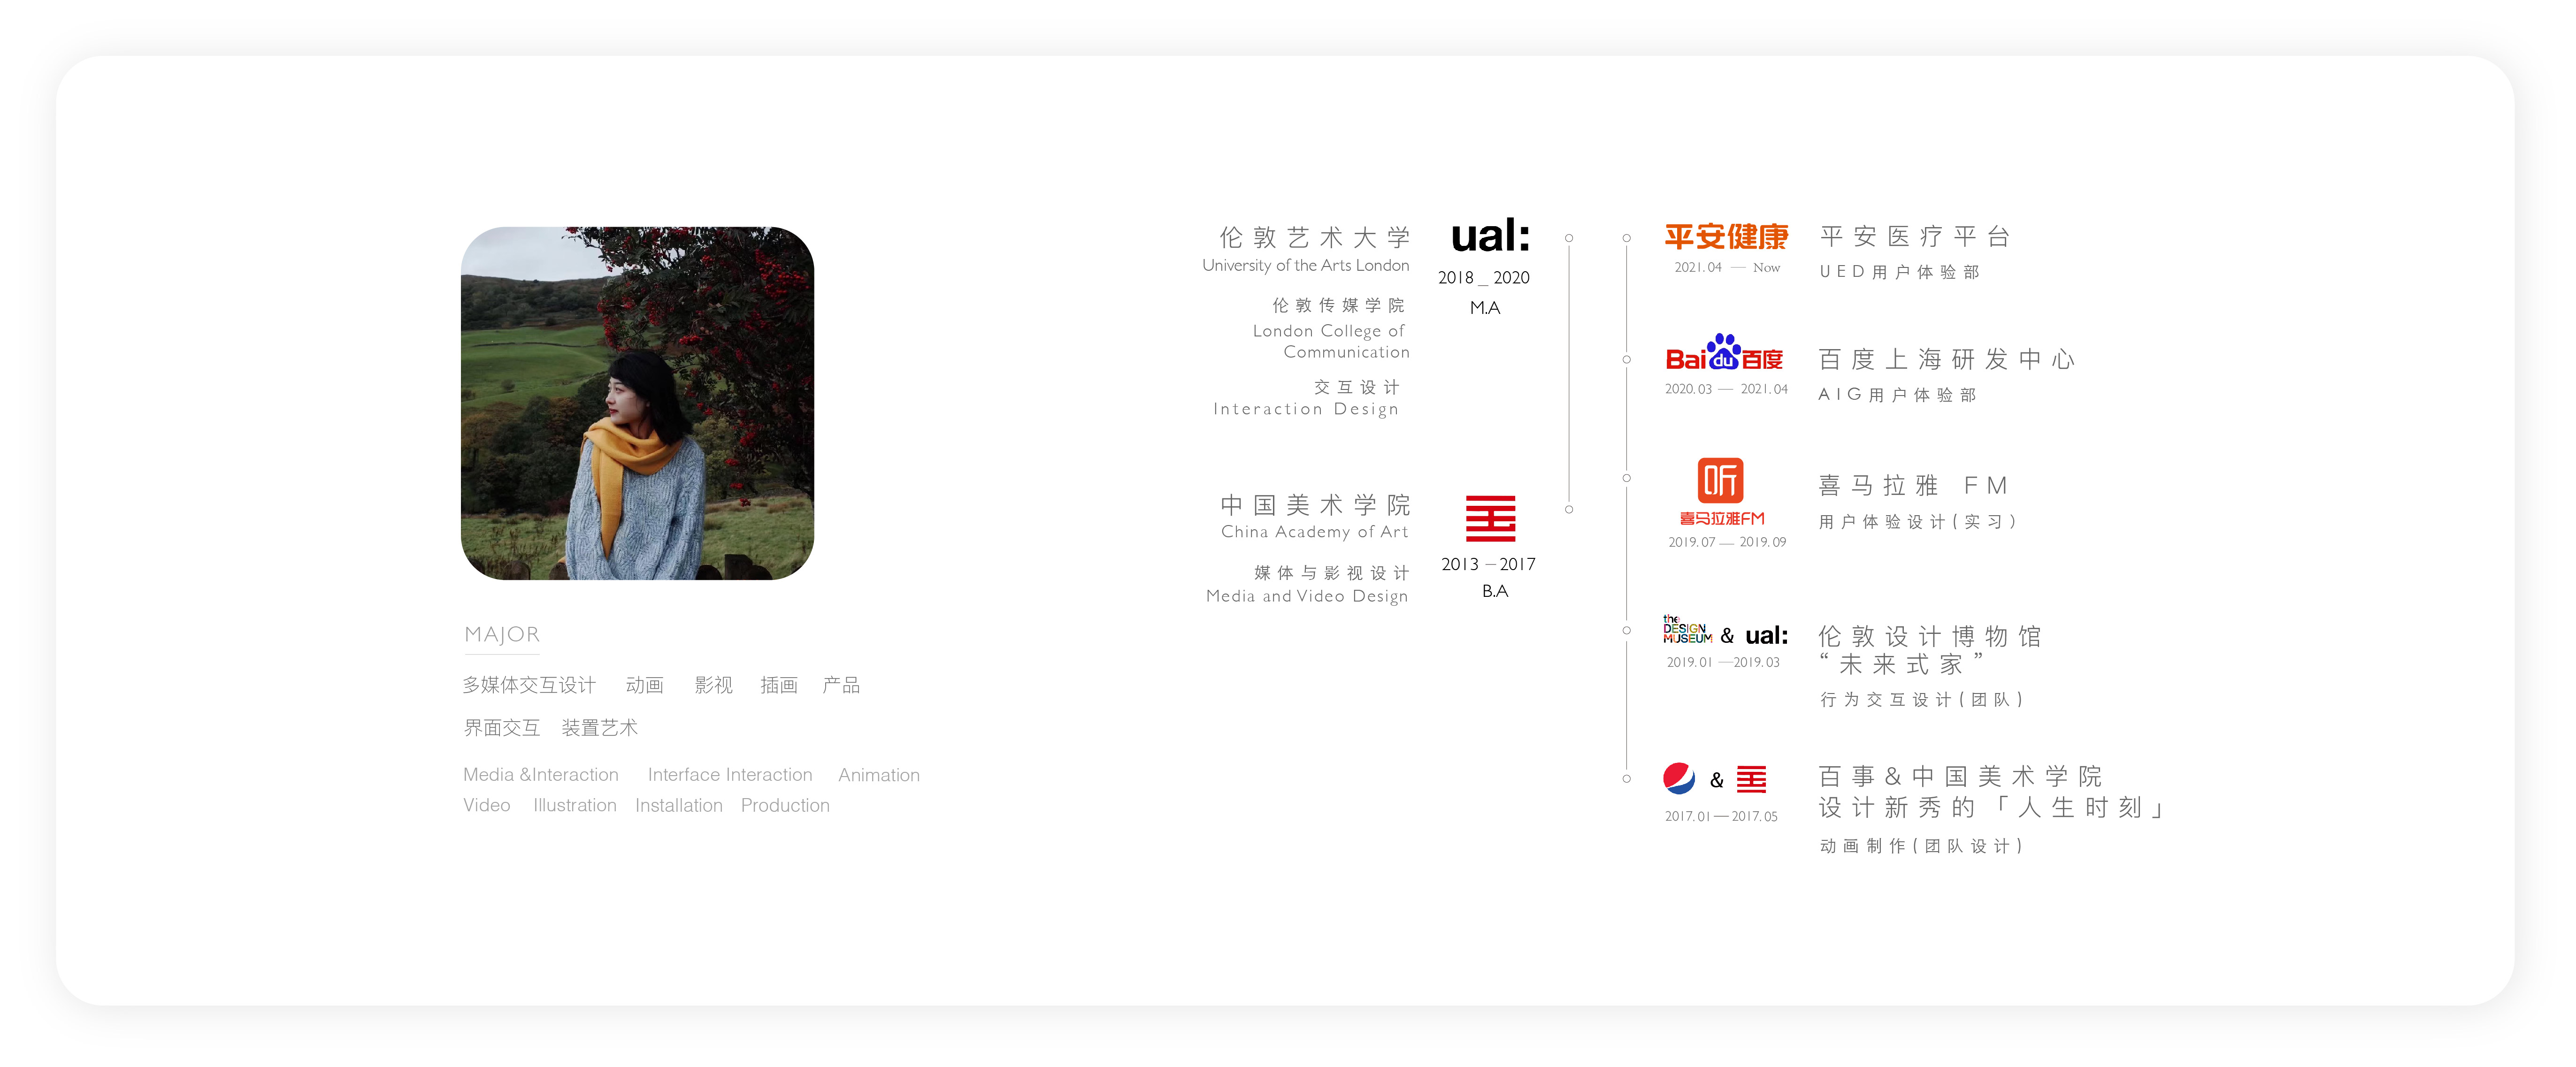 MAJOR
多媒体交互设计 动画 影视 插画 产品
界面交互 装置艺术
Media &Interaction Interface Interaction Animation
Video Illustration Installation Production
伦敦艺术大学
University of the Arts London
伦敦传媒学院
London College of
Communication
交互设计
Interaction Design
ual:
2018 _ 2020
M.A
中国美术学院
China Academy of Art
媒体与影视设计
Media and Video Design
2013 —2017
B.A
平安健康
2021.04 — Now
平安医疗平台
UED用户体验部
Bai du 百度
2020.03 — 2021.04
百度上海研发中心
AIG用户体验部
听
喜马拉雅FM
2019.07 — 2019.09
喜马拉雅 FM
用户体验设计(实习)
the
DESIGN
MUSEUM & ual:
2019.01 —2019.03
伦敦设计博物馆
“未来式家”
行为交互设计(团队)
&
2017.01—2017.05
百事&中国美术学院
设计新秀的「人生时刻」
动画制作(团队设计)